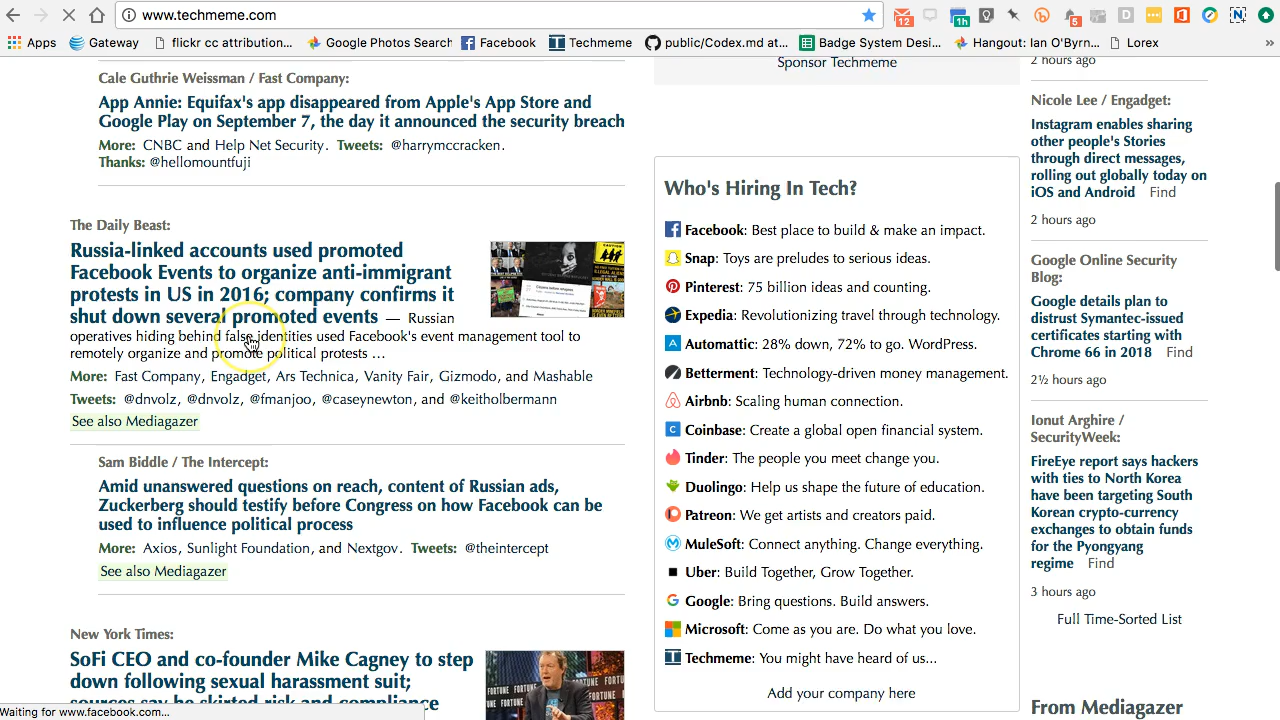 www.techmeme.com
12
1h
5
Apps
Gateway
flickr cc attribution...
Google Photos Search
Facebook
Techmeme
public/Codex.md at...
Badge System Desi...
Hangout: Ian O'Byrn...
Lorex
»
Cale Guthrie Weissman / Fast Company:
App Annie: Equifax's app disappeared from Apple's App Store and
Google Play on September 7, the day it announced the security breach
More: CNBC and Help Net Security. Tweets: @harrymccracken.
Thanks: @hellomountfuji
The Daily Beast:
Russia-linked accounts used promoted
Facebook Events to organize anti-immigrant
protests in US in 2016; company confirms it
shut down several promoted events — Russian
operatives hiding behind false identities used Facebook's event management tool to
remotely organize and promote political protests ...
More: Fast Company, Engadget, Ars Technica, Vanity Fair, Gizmodo, and Mashable
Tweets: @dnvolz, @dnvolz, @fmanjoo, @caseynewton, and @keitholbermann
See also Mediagazer
Sam Biddle / The Intercept:
Amid unanswered questions on reach, content of Russian ads,
Zuckerberg should testify before Congress on how Facebook can be
used to influence political process
More: Axios, Sunlight Foundation, and Nextgov. Tweets: @theintercept
See also Mediagazer
New York Times:
SoFi CEO and co-founder Mike Cagney to step
down following sexual harassment suit;
sources say he skirted risk and compliance
FORTUNE
Waiting for www.facebook.com...
Sponsor Techmeme
Who's Hiring In Tech?
Facebook: Best place to build & make an impact.
Snap: Toys are preludes to serious ideas.
Pinterest: 75 billion ideas and counting.
Expedia: Revolutionizing travel through technology.
Automattic: 28% down, 72% to go. WordPress.
Betterment: Technology-driven money management.
Airbnb: Scaling human connection.
Coinbase: Create a global open financial system.
Tinder: The people you meet change you.
Duolingo: Help us shape the future of education.
Patreon: We get artists and creators paid.
MuleSoft: Connect anything. Change everything.
Uber: Build Together, Grow Together.
Google: Bring questions. Build answers.
Microsoft: Come as you are. Do what you love.
Techmeme: You might have heard of us...
Add your company here
2 hours ago
Nicole Lee / Engadget:
Instagram enables sharing
other people's Stories
through direct messages,
rolling out globally today on
iOS and Android Find
2 hours ago
Google Online Security
Blog:
Google details plan to
distrust Symantec-issued
certificates starting with
Chrome 66 in 2018 Find
2½ hours ago
Ionut Arghire /
SecurityWeek:
FireEye report says hackers
with ties to North Korea
have been targeting South
Korean crypto-currency
exchanges to obtain funds
for the Pyongyang
regime Find
3 hours ago
Full Time-Sorted List
From Mediagazer